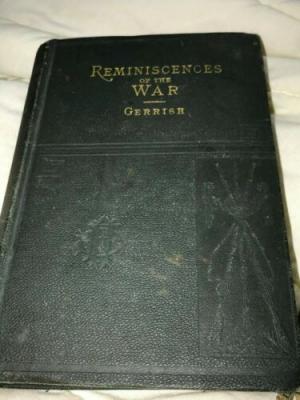 REMINISCENCES
OF THE
WAR
GERRISH